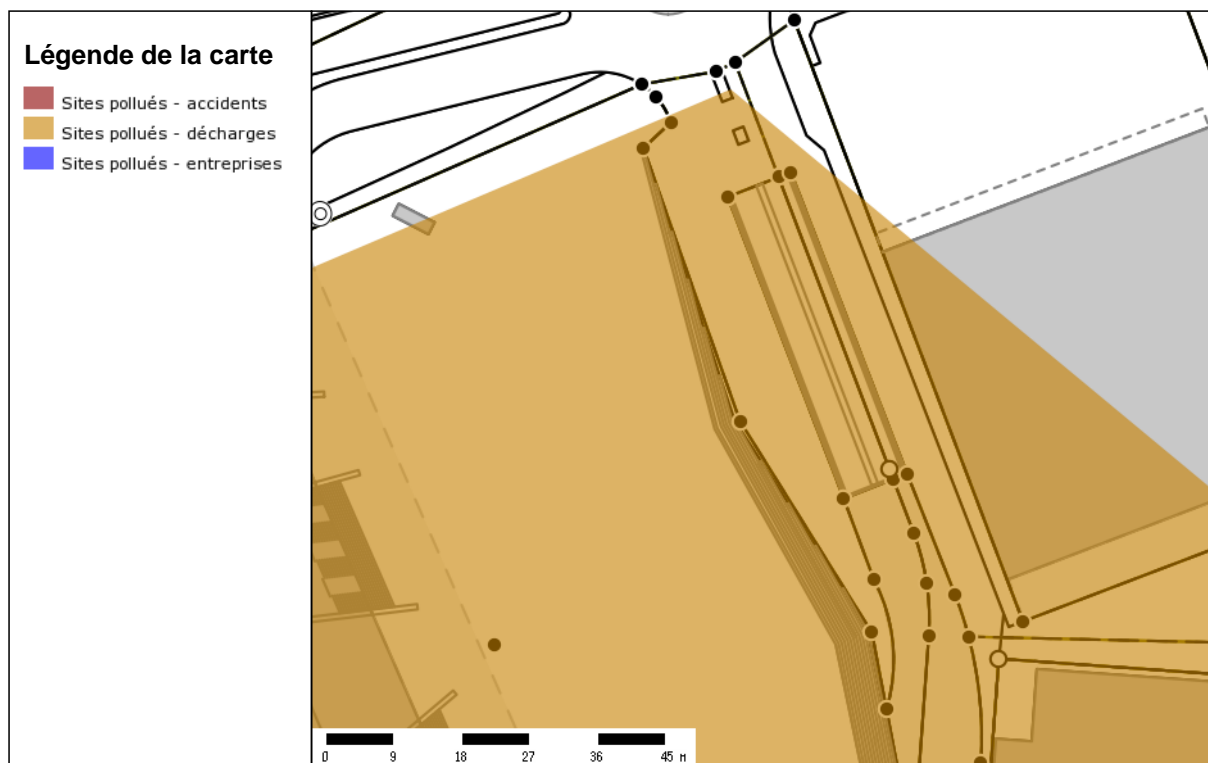 Légende de la carte
Sites pollués - accidents
Sites pollués - décharges
Sites pollués - entreprises
0 9 18 27 36 45 M